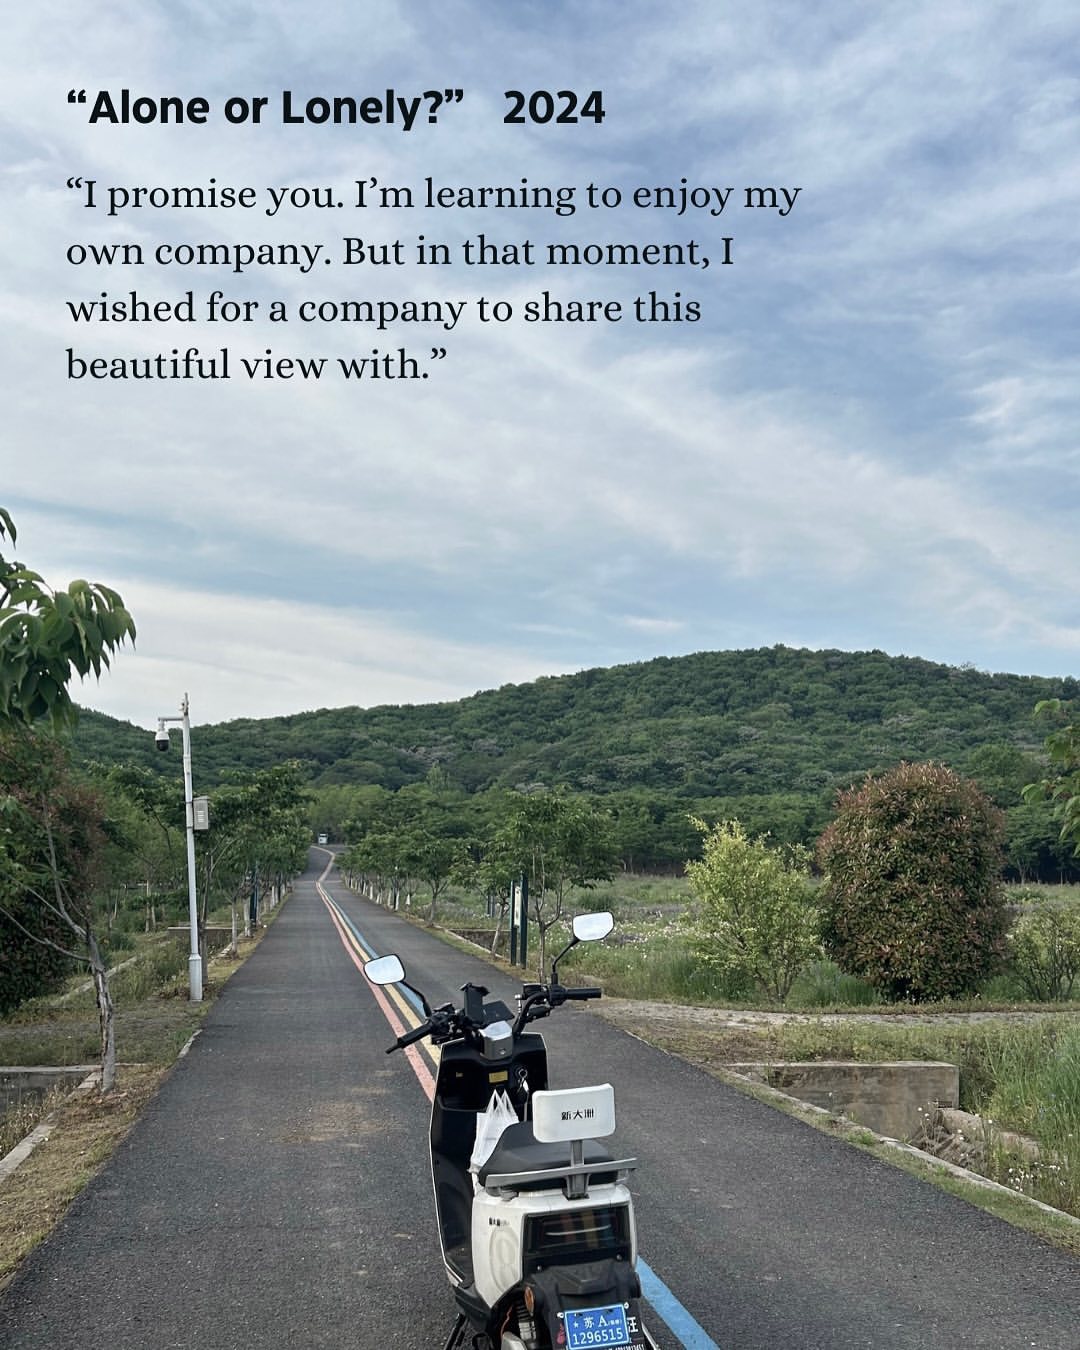 “Alone or Lonely?” 2024
“I promise you. I’m learning to enjoy my
own company. But in that moment, I
wished for a company to share this
beautiful view with.”
新大洲
苏 A
1296515